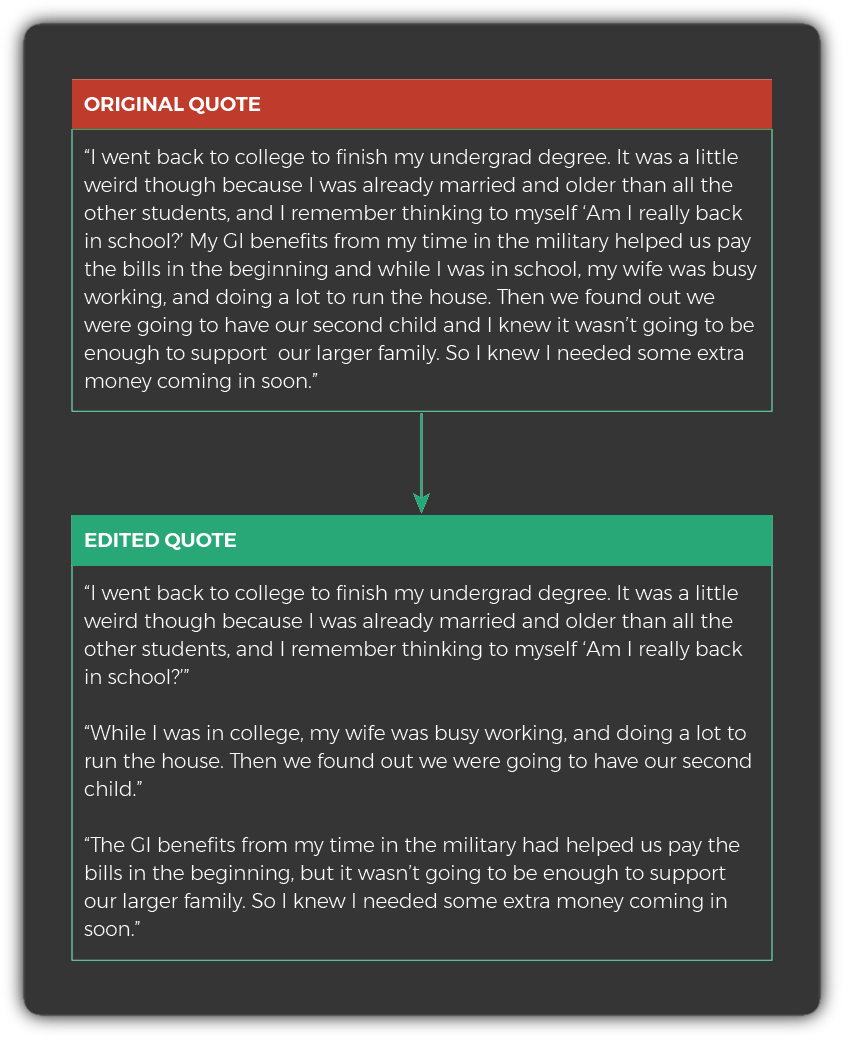 ORIGINAL QUOTE
“I went back to college to finish my undergrad degree. It was a little
weird though because I was already married and older than all the
other students, and I remember thinking to myself ‘Am I really back
in school?’ My GI benefits from my time in the military helped us pay
the bills in the beginning and while I was in school, my wife was busy
working, and doing a lot to run the house. Then we found out we
were going to have our second child and I knew it wasn’t going to be
enough to support  our larger family. So I knew I needed some extra
money coming in soon.”
EDITED QUOTE
“I went back to college to finish my undergrad degree. It was a little
weird though because I was already married and older than all the
other students, and I remember thinking to myself ‘Am I really back
in school?’”
“While I was in college, my wife was busy working, and doing a lot to
run the house. Then we found out we were going to have our second
child.”
“The GI benefits from my time in the military had helped us pay the
bills in the beginning, but it wasn’t going to be enough to support
our larger family. So I knew I needed some extra money coming in
soon.”